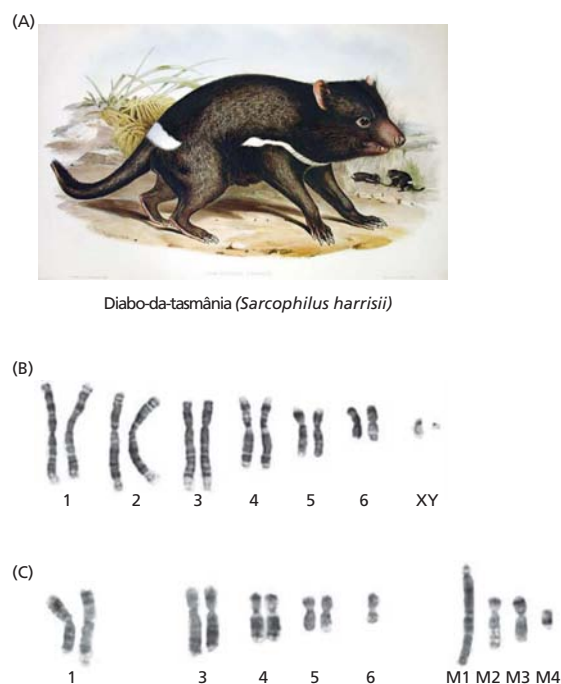 (A)
Diabo-da-tasmânia (Sarcophilus harrisii)
(B)
1 2 3 4 5 6 XY
(C)
1 3 4 5 6 M1 M2 M3 M4